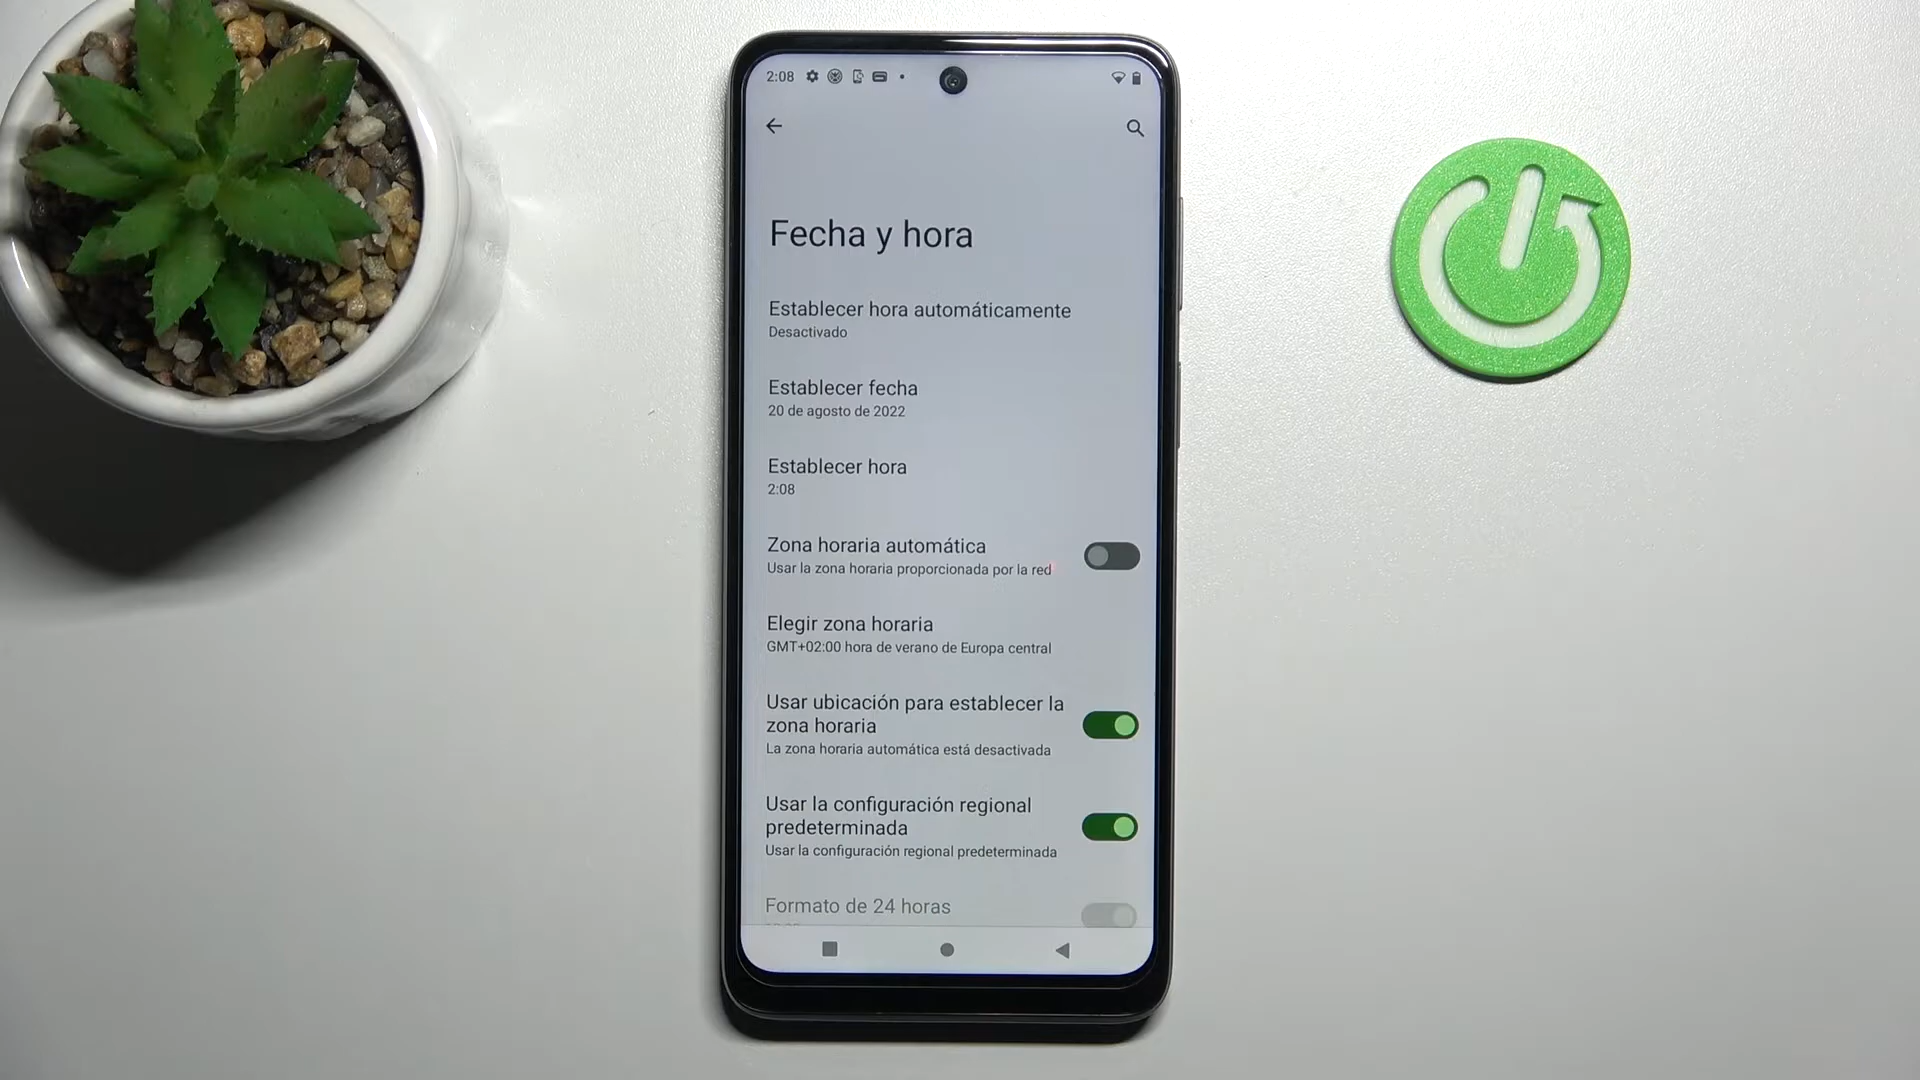 2:08
Fecha y hora
Establecer hora automáticamente
Desactivado
Establecer fecha
20 de agosto de 2022
Establecer hora
2:08
Zona horaria automática
Usar la zona horaria proporcionada por la red
Elegir zona horaria
GMT+02:00 hora de verano de Europa central
Usar ubicación para establecer la
zona horaria
La zona horaria automática está desactivada
Usar la configuración regional
predeterminada
Usar la configuración regional predeterminada
Formato de 24 horas